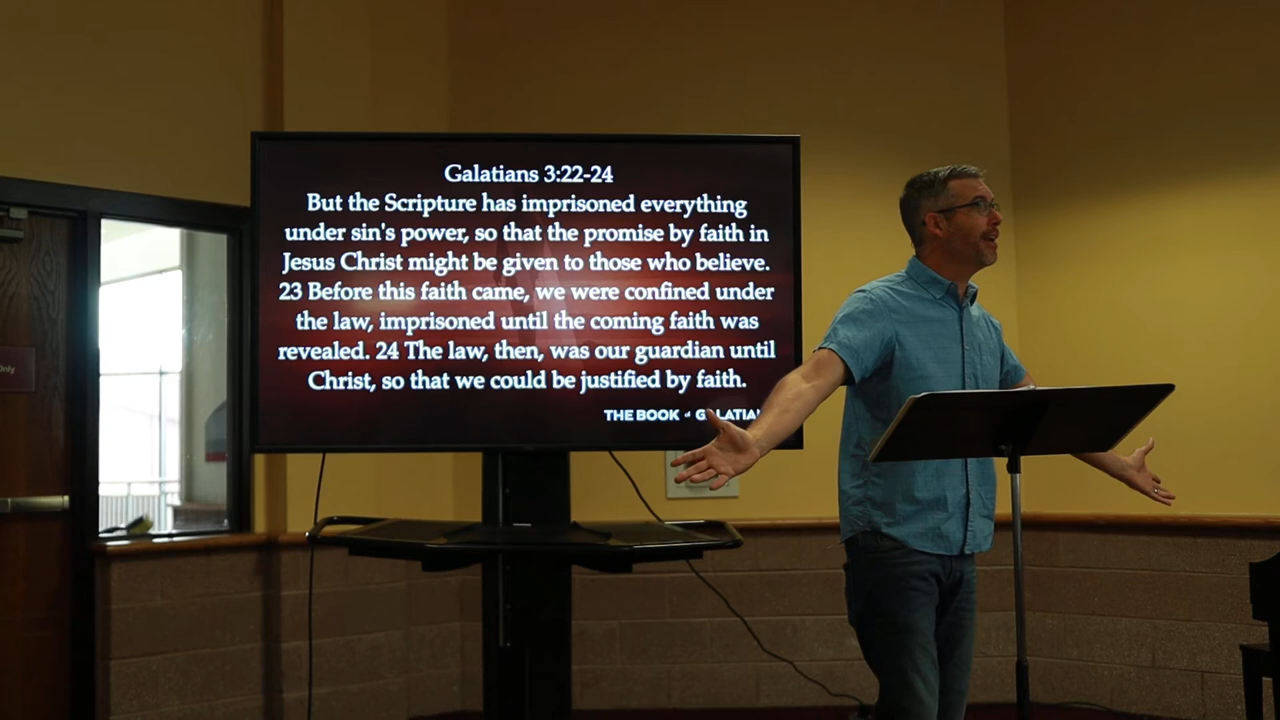 Galatians 3:22-24
But the Scripture has imprisoned everything
under sin's power, so that the promise by faith in
Jesus Christ might be given to those who believe.
23 Before this faith came, we were confined under
the law, imprisoned until the coming faith was
revealed. 24 The law, then, was our guardian until
Christ, so that we could be justified by faith.
THE BOOK of GALATIA
Only